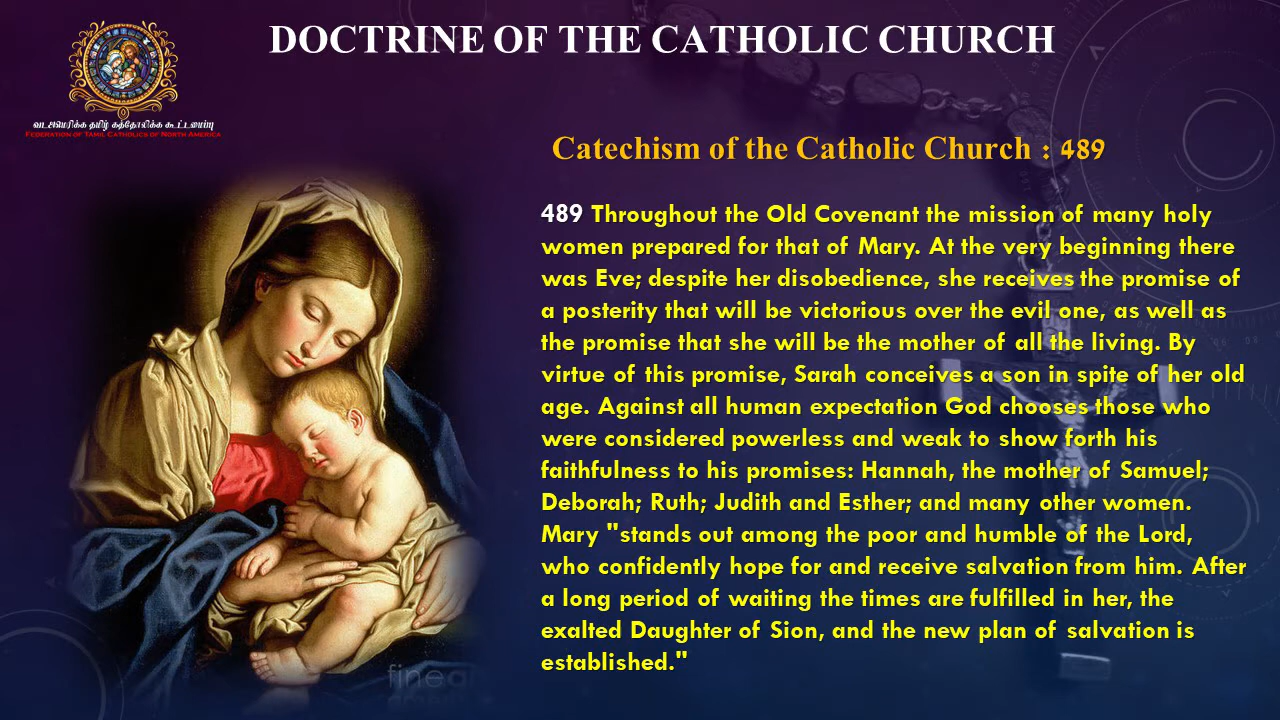 DOCTRINE OF THE CATHOLIC CHURCH
வடஅமெரிக்க தமிழ் கத்தோலிக்க கூட்டமைப்பு
FEDERATION OF TAMIL CATHOLICS OF NORTH AMERICA
Catechism of the Catholic Church : 489
489 Throughout the Old Covenant the mission of many holy
women prepared for that of Mary. At the very beginning there
was Eve; despite her disobedience, she receives the promise of
a posterity that will be victorious over the evil one, as well as
the promise that she will be the mother of all the living. By
virtue of this promise, Sarah conceives a son in spite of her old
age. Against all human expectation God chooses those who
were considered powerless and weak to show forth his
faithfulness to his promises: Hannah, the mother of Samuel;
Deborah; Ruth; Judith and Esther; and many other women.
Mary "stands out among the poor and humble of the Lord,
who confidently hope for and receive salvation from him. After
a long period of waiting the times are fulfilled in her, the
exalted Daughter of Sion, and the new plan of salvation is
established."
fine